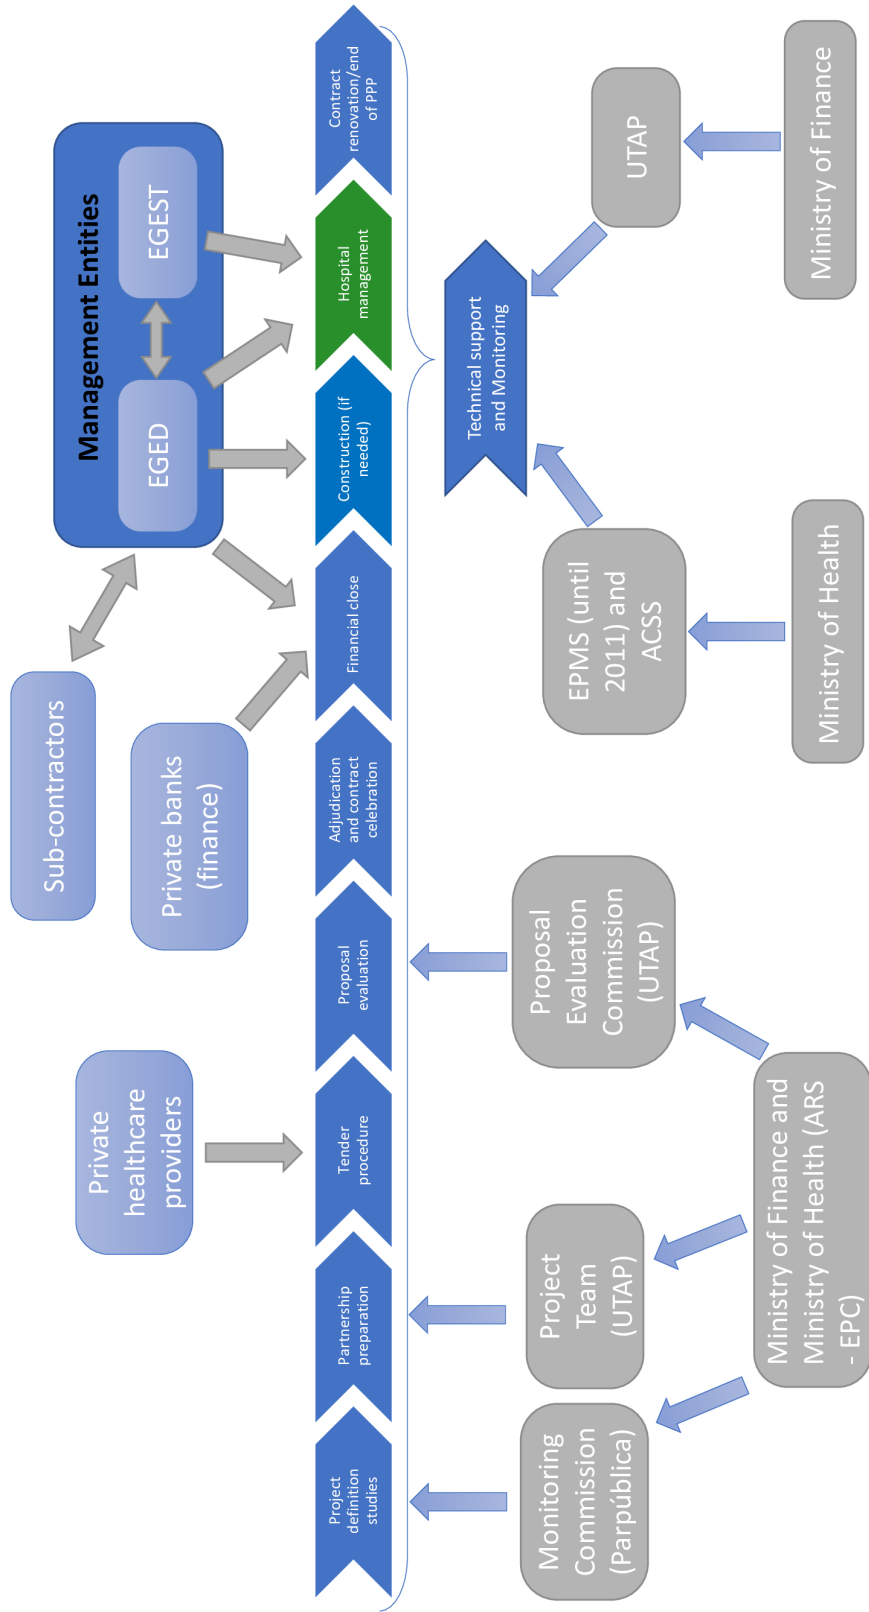 Sub-contractors
Management Entities
EGED
EGEST
Private
healthcare
providers
Private banks
(finance)
Project
definition
studies
Partnership
preparation
Tender
procedure
Proposal
evaluation
Adjudication
and contract
celebration
Financial close
Construction (if
needed)
Hospital
management
Contract
renovation/end
of PPP
Technical support
and Monitoring
Monitoring
Commission
(Parpública)
Project
Team
(UTAP)
Proposal
Evaluation
Commission
(UTAP)
EPMS (until
2011) and
ACSS
UTAP
Ministry of Finance and
Ministry of Health (ARS
- EPC)
Ministry of Health
Ministry of Finance